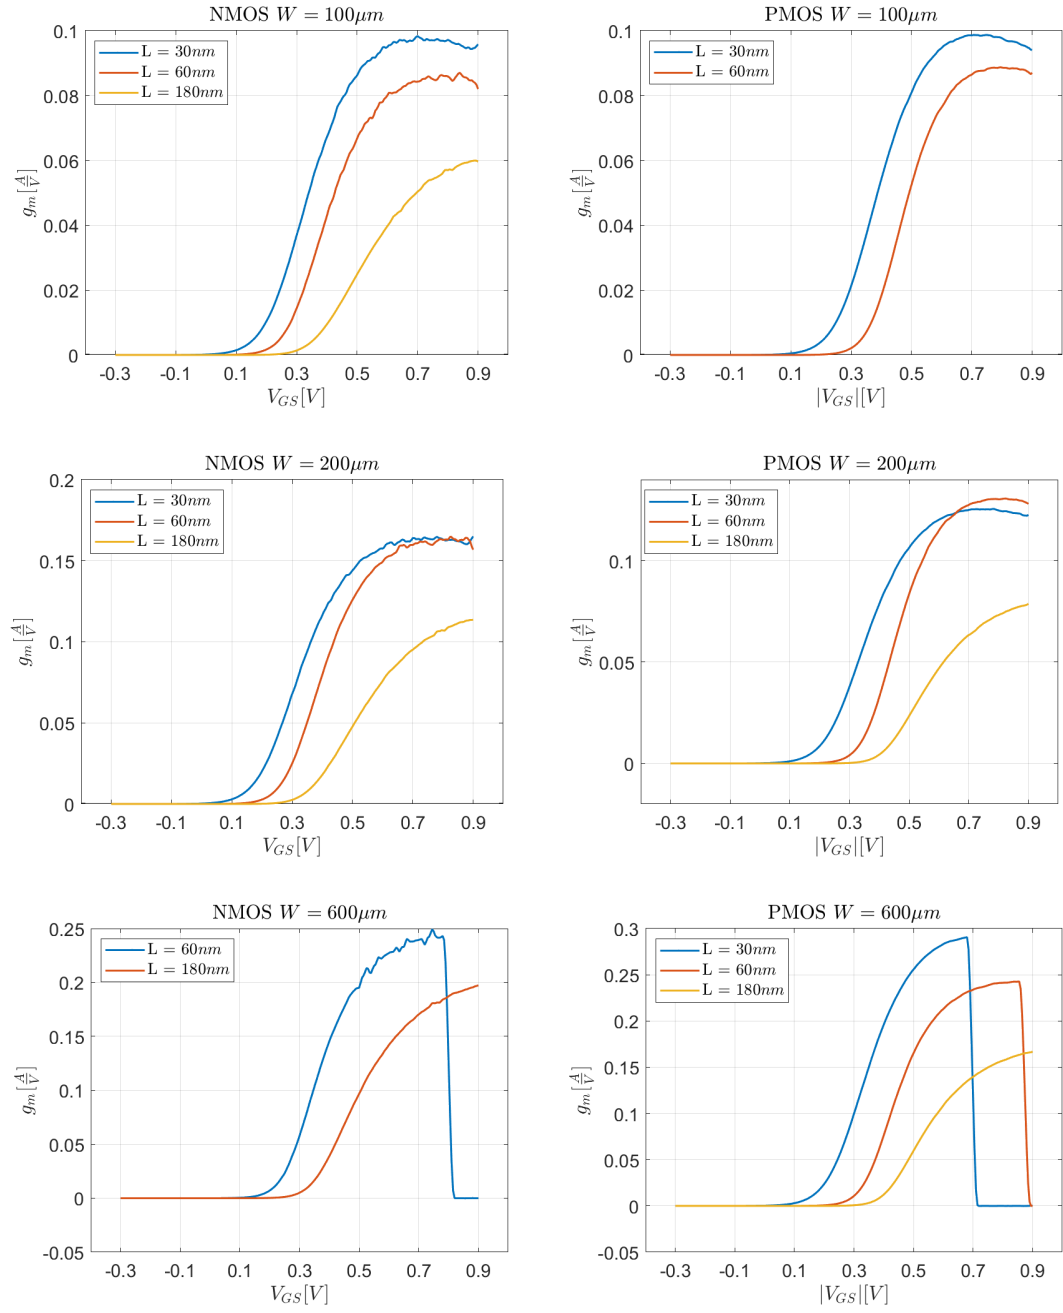 NMOS W = 100μm
L = 30nm
L = 60nm
L = 180nm
0.1
0.08
0.06
0.04
0.02
0
g_m[A/V]
-0.3 -0.1 0.1 0.3 0.5 0.7 0.9
V_GS[V]
PMOS W = 100μm
L = 30nm
L = 60nm
0.1
0.08
0.06
0.04
0.02
0
g_m[A/V]
-0.3 -0.1 0.1 0.3 0.5 0.7 0.9
|V_GS|[V]
NMOS W = 200μm
L = 30nm
L = 60nm
L = 180nm
0.2
0.15
0.1
0.05
0
g_m[A/V]
-0.3 -0.1 0.1 0.3 0.5 0.7 0.9
V_GS[V]
PMOS W = 200μm
L = 30nm
L = 60nm
L = 180nm
0.1
0.05
0
g_m[A/V]
-0.3 -0.1 0.1 0.3 0.5 0.7 0.9
|V_GS|[V]
NMOS W = 600μm
L = 60nm
L = 180nm
0.25
0.2
0.15
0.1
0.05
0
-0.05
g_m[A/V]
-0.3 -0.1 0.1 0.3 0.5 0.7 0.9
V_GS[V]
PMOS W = 600μm
L = 30nm
L = 60nm
L = 180nm
0.3
0.25
0.2
0.15
0.1
0.05
0
-0.05
g_m[A/V]
-0.3 -0.1 0.1 0.3 0.5 0.7 0.9
|V_GS|[V]